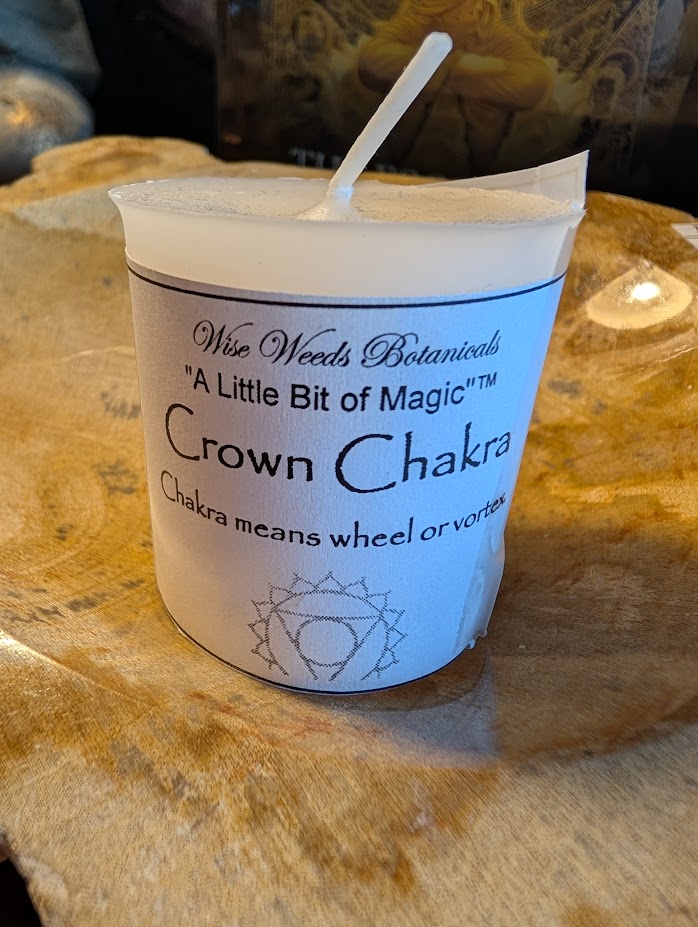 Wise Weeds Botanicals
"A Little Bit of Magic"™
Crown Chakra
Chakra means wheel or vortex